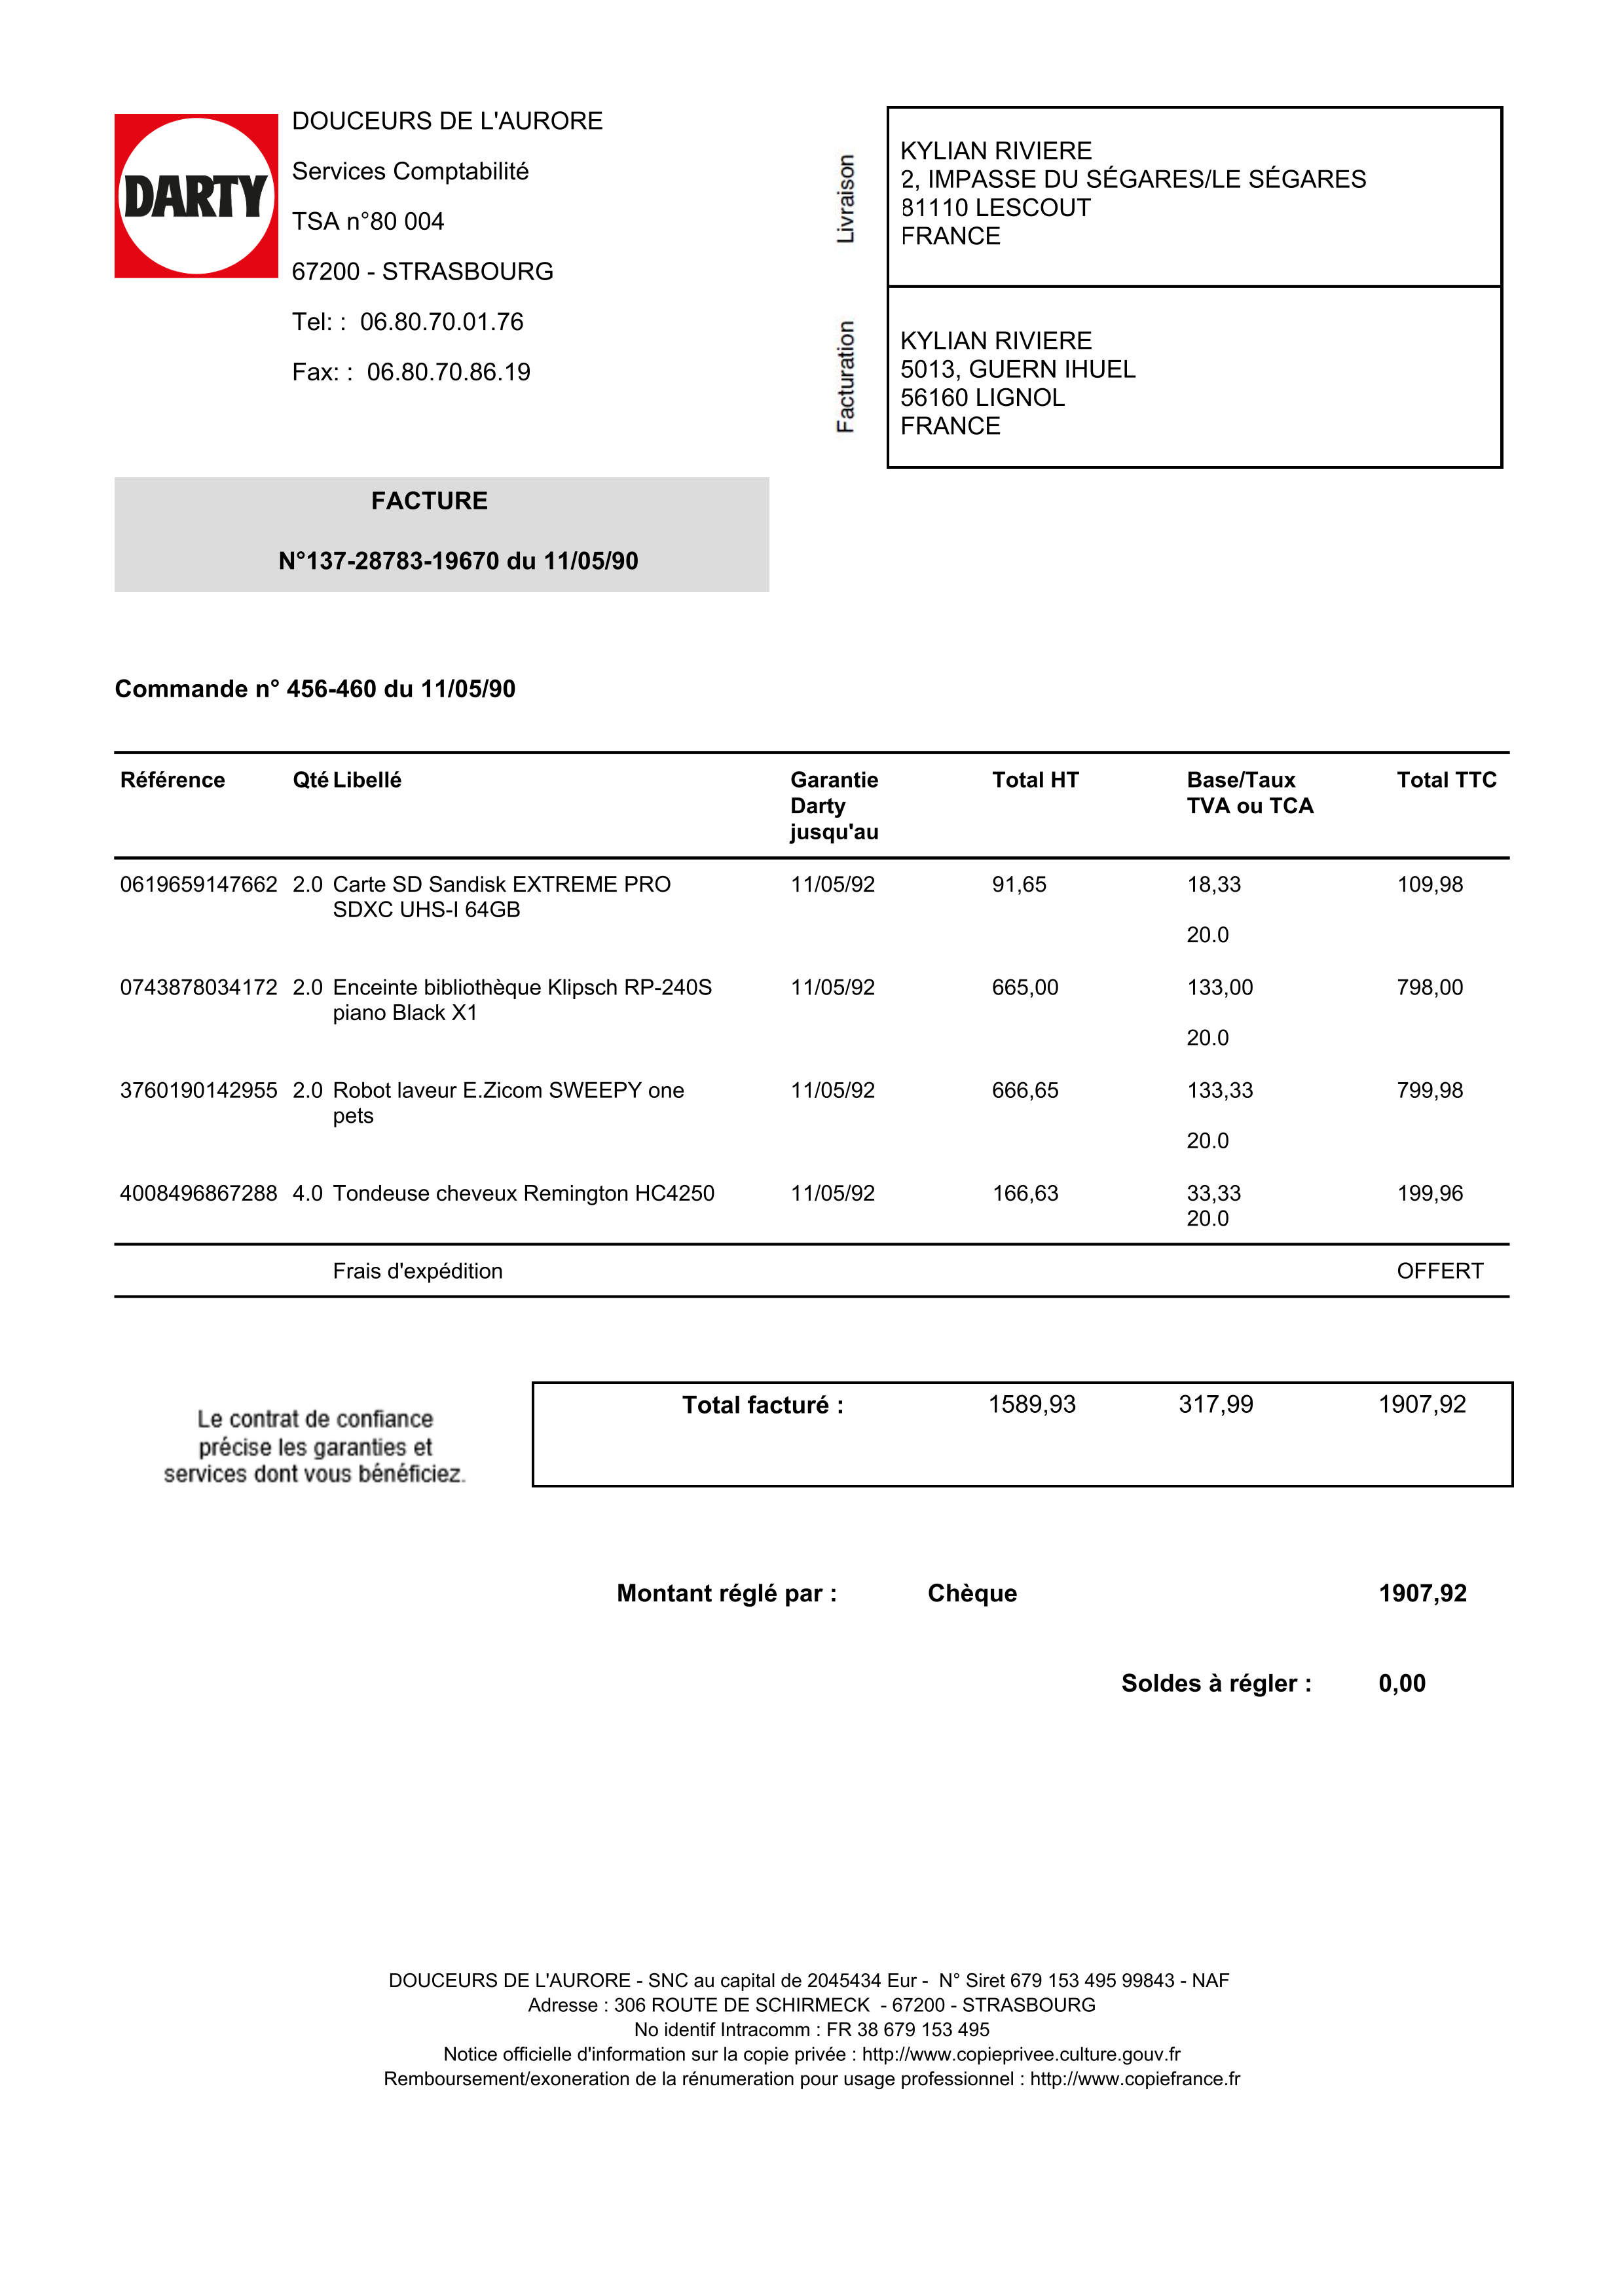 DARTY
DOUCEURS DE L'AURORE
Services Comptabilité
TSA n°80 004
67200 - STRASBOURG
Tel: :  06.80.70.01.76
Fax: :  06.80.70.86.19
Livraison
KYLIAN RIVIERE
2, IMPASSE DU SÉGARES/LE SÉGARES
81110 LESCOUT
FRANCE
Facturation
KYLIAN RIVIERE
5013, GUERN IHUEL
56160 LIGNOL
FRANCE
FACTURE
N°137-28783-19670 du 11/05/90
Commande n° 456-460 du 11/05/90
Référence Qté Libellé Garantie Total HT Base/Taux Total TTC
Darty TVA ou TCA
jusqu'au
0619659147662 2.0 Carte SD Sandisk EXTREME PRO 11/05/92 91,65 18,33 109,98
SDXC UHS-I 64GB
20.0
0743878034172 2.0 Enceinte bibliothèque Klipsch RP-240S 11/05/92 665,00 133,00 798,00
piano Black X1
20.0
3760190142955 2.0 Robot laveur E.Zicom SWEEPY one 11/05/92 666,65 133,33 799,98
pets
20.0
4008496867288 4.0 Tondeuse cheveux Remington HC4250 11/05/92 166,63 33,33 199,96
20.0
Frais d'expédition OFFERT
Le contrat de confiance
précise les garanties et
services dont vous bénéficiez.
Total facturé : 1589,93 317,99 1907,92
Montant réglé par : Chèque 1907,92
Soldes à régler : 0,00
DOUCEURS DE L'AURORE - SNC au capital de 2045434 Eur -  N° Siret 679 153 495 99843 - NAF
Adresse : 306 ROUTE DE SCHIRMECK  - 67200 - STRASBOURG
No identif Intracomm : FR 38 679 153 495
Notice officielle d'information sur la copie privée : http://www.copieprivee.culture.gouv.fr
Remboursement/exoneration de la rénumeration pour usage professionnel : http://www.copiefrance.fr